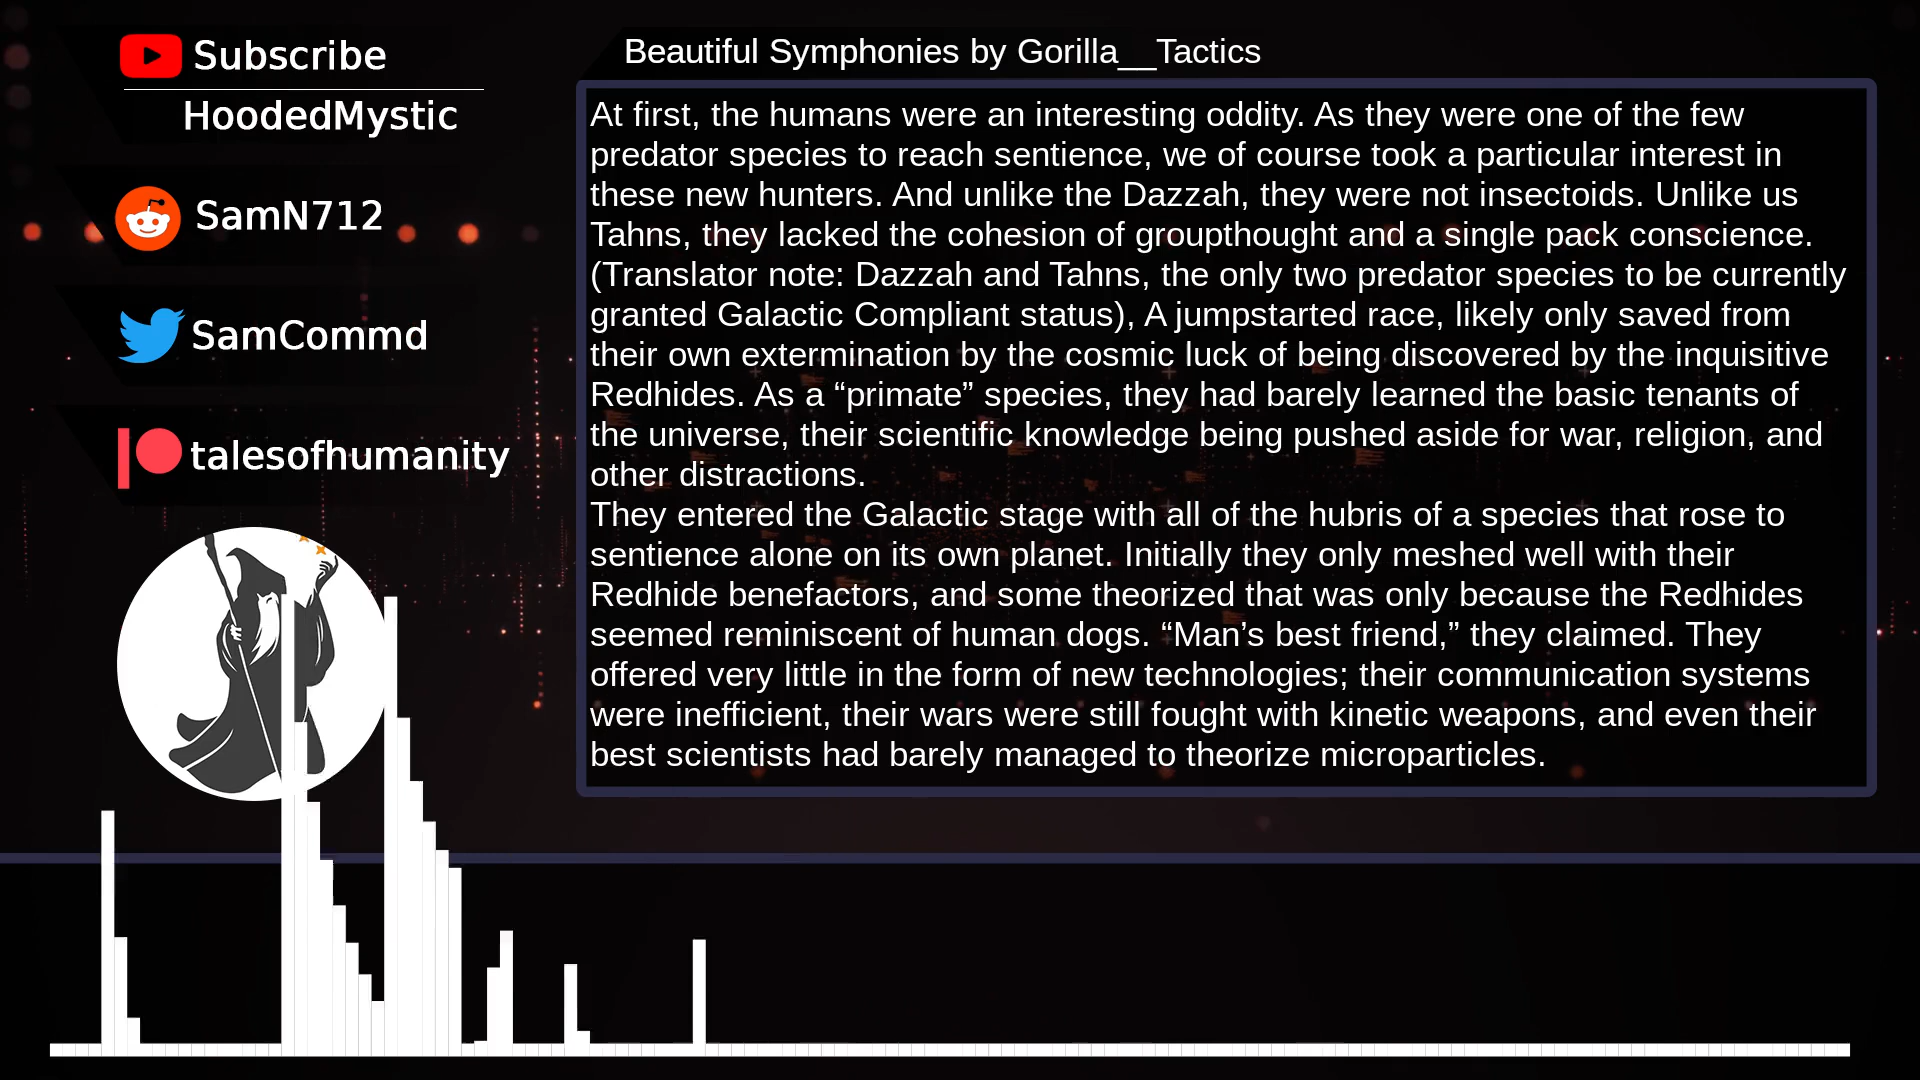 Subscribe
HoodedMystic
SamN712
SamCommd
talesofhumanity
Beautiful Symphonies by Gorilla__Tactics
At first, the humans were an interesting oddity. As they were one of the few
predator species to reach sentience, we of course took a particular interest in
these new hunters. And unlike the Dazzah, they were not insectoids. Unlike us
Tahns, they lacked the cohesion of groupthought and a single pack conscience.
(Translator note: Dazzah and Tahns, the only two predator species to be currently
granted Galactic Compliant status), A jumpstarted race, likely only saved from
their own extermination by the cosmic luck of being discovered by the inquisitive
Redhides. As a “primate” species, they had barely learned the basic tenants of
the universe, their scientific knowledge being pushed aside for war, religion, and
other distractions.
They entered the Galactic stage with all of the hubris of a species that rose to
sentience alone on its own planet. Initially they only meshed well with their
Redhide benefactors, and some theorized that was only because the Redhides
seemed reminiscent of human dogs. “Man’s best friend,” they claimed. They
offered very little in the form of new technologies; their communication systems
were inefficient, their wars were still fought with kinetic weapons, and even their
best scientists had barely managed to theorize microparticles.